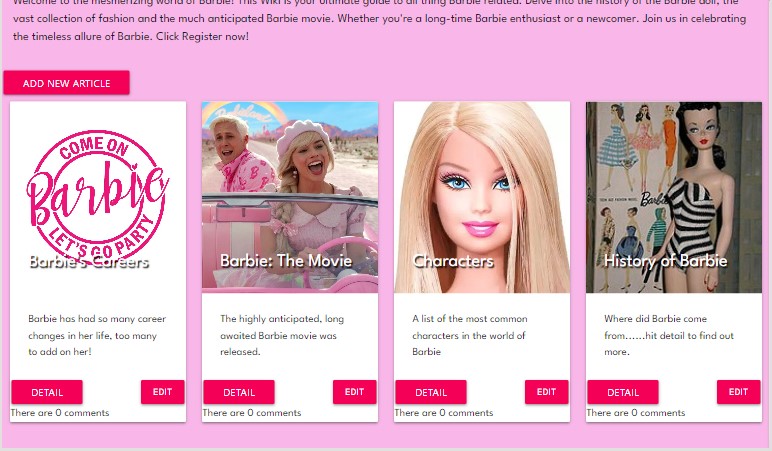 Welcome to the mesmerizing world of Barbie! This Wiki is your ultimate guide to all thing Barbie related. Delve into the history of the Barbie doll, the
vast collection of fashion and the much anticipated Barbie movie. Whether you're a long-time Barbie enthusiast or a newcomer. Join us in celebrating
the timeless allure of Barbie. Click Register now!
ADD NEW ARTICLE
COME ON
Barbie
LET'S GO PARTY
Barbie's Careers
Barbie has had so many career
changes in her life, too many
to add on her!
DETAIL
EDIT
There are 0 comments
Barbie: The Movie
The highly anticipated, long
awaited Barbie movie was
released.
DETAIL
EDIT
There are 0 comments
Characters
A list of the most common
characters in the world of
Barbie
DETAIL
EDIT
There are 0 comments
Barbie
History of Barbie
Where did Barbie come
from......hit detail to find out
more.
DETAIL
EDIT
There are 0 comments